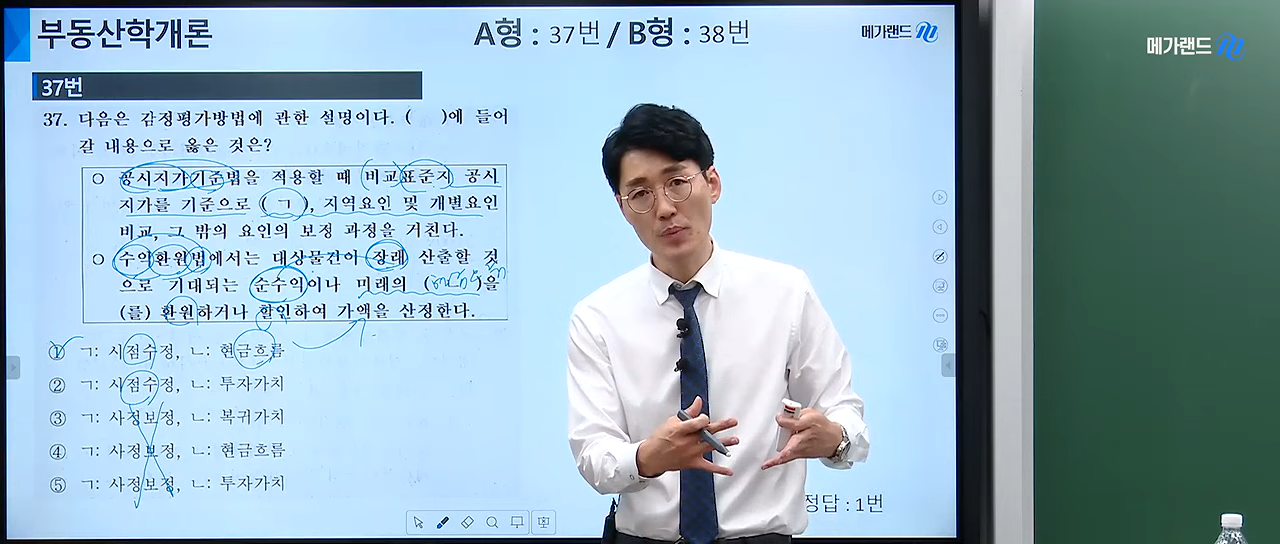 부동산학개론
A형 : 37번 / B형 : 38번
메가랜드
메가랜드
37번
37. 다음은 감정평가방법에 관한 설명이다. ( )에 들어
갈 내용으로 옳은 것은?
○ 공시지가기준법을 적용할 때 비교표준지 공시
지가를 기준으로 ( ㄱ ), 지역요인 및 개별요인
비교, 그 밖의 요인의 보정 과정을 거친다.
○ 수익환원법에서는 대상물건이 장래 산출할 것
으로 기대되는 순수익이나 미래의 ( )을
(를) 환원하거나 할인하여 가액을 산정한다.
① ㄱ: 시점수정, ㄴ: 현금흐름
② ㄱ: 시점수정, ㄴ: 투자가치
③ ㄱ: 사정보정, ㄴ: 복귀가치
④ ㄱ: 사정보정, ㄴ: 현금흐름
⑤ ㄱ: 사정보정, ㄴ: 투자가치
정답 : 1번